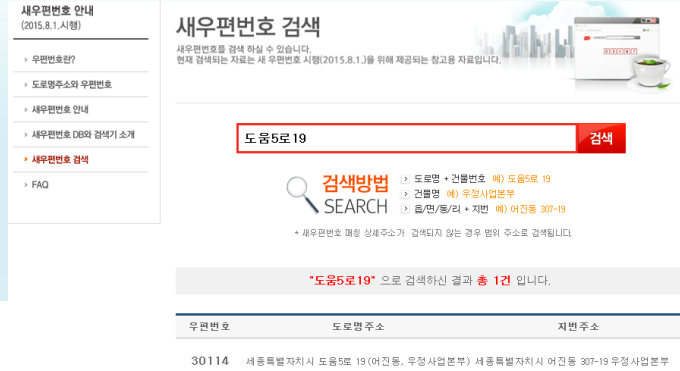 새우편번호 안내
(2015.8.1.시행)
우편번호란?
도로명주소와 우편번호
새우편번호 안내
새우편번호 DB와 검색기 소개
새우편번호 검색
FAQ
새우편번호 검색
새우편번호를 검색 하실 수 있습니다.
현재 검색되는 자료는 새 우편번호 시행(2015.8.1.)을 위해 제공되는 참고용 자료입니다.
도움5로19 검색
검색방법
SEARCH
도로명 + 건물번호 예) 도움5로 19
건물명 예) 우정사업본부
읍/면/동/리 + 지번 예) 어진동 307-19
+ 새우편번호 매칭 상세주소가 검색되지 않는 경우 범위 주소로 검색됩니다.
"도움5로19" 으로 검색하신 결과 총 1건 입니다.
우편번호 도로명주소 지번주소
30114 세종특별자치시 도움5로 19 (어진동, 우정사업본부) 세종특별자치시 어진동 307-19 우정사업본부